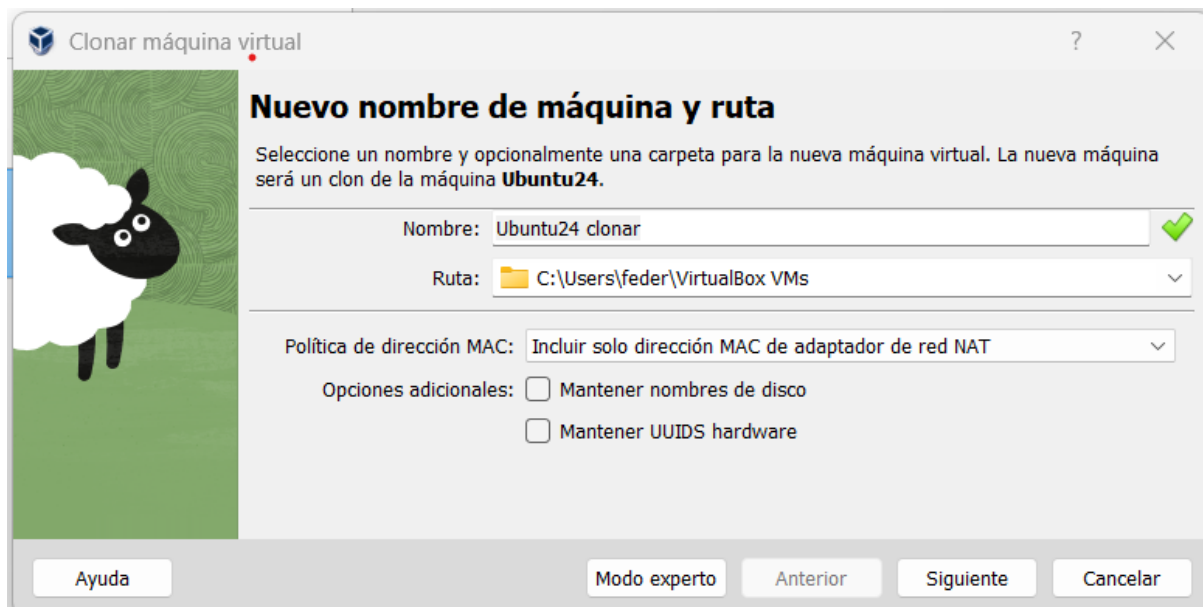 Clonar máquina virtual
?
Nuevo nombre de máquina y ruta
Seleccione un nombre y opcionalmente una carpeta para la nueva máquina virtual. La nueva máquina
será un clon de la máquina Ubuntu24.
Nombre: Ubuntu24 clonar
Ruta: C:\Users\feder\VirtualBox VMs
Política de dirección MAC: Incluir solo dirección MAC de adaptador de red NAT
Opciones adicionales: Mantener nombres de disco
Mantener UUIDS hardware
Ayuda Modo experto Anterior Siguiente Cancelar